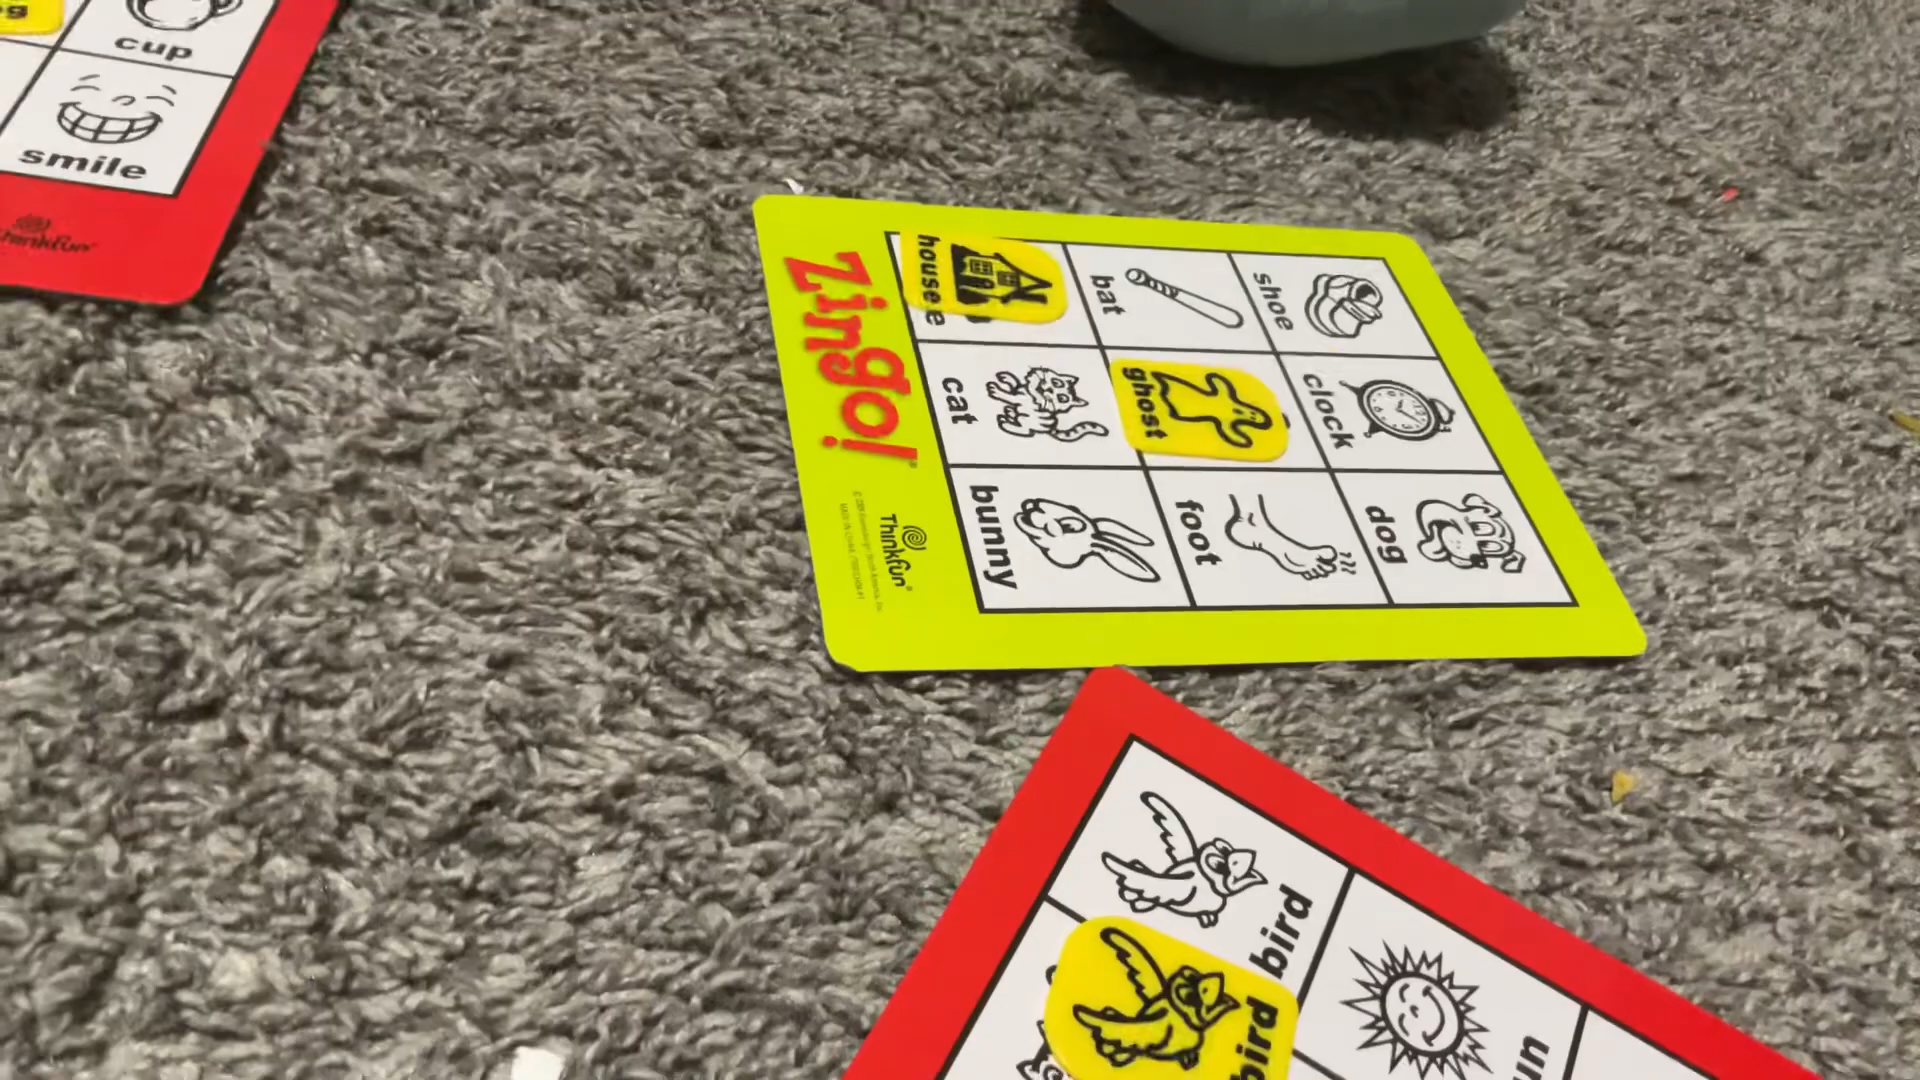 cup
smile
Thinkfun
Zingo!
Thinkfun
house
bat
shoe
cat
ghost
clock
bunny
foot
dog
bird
bird